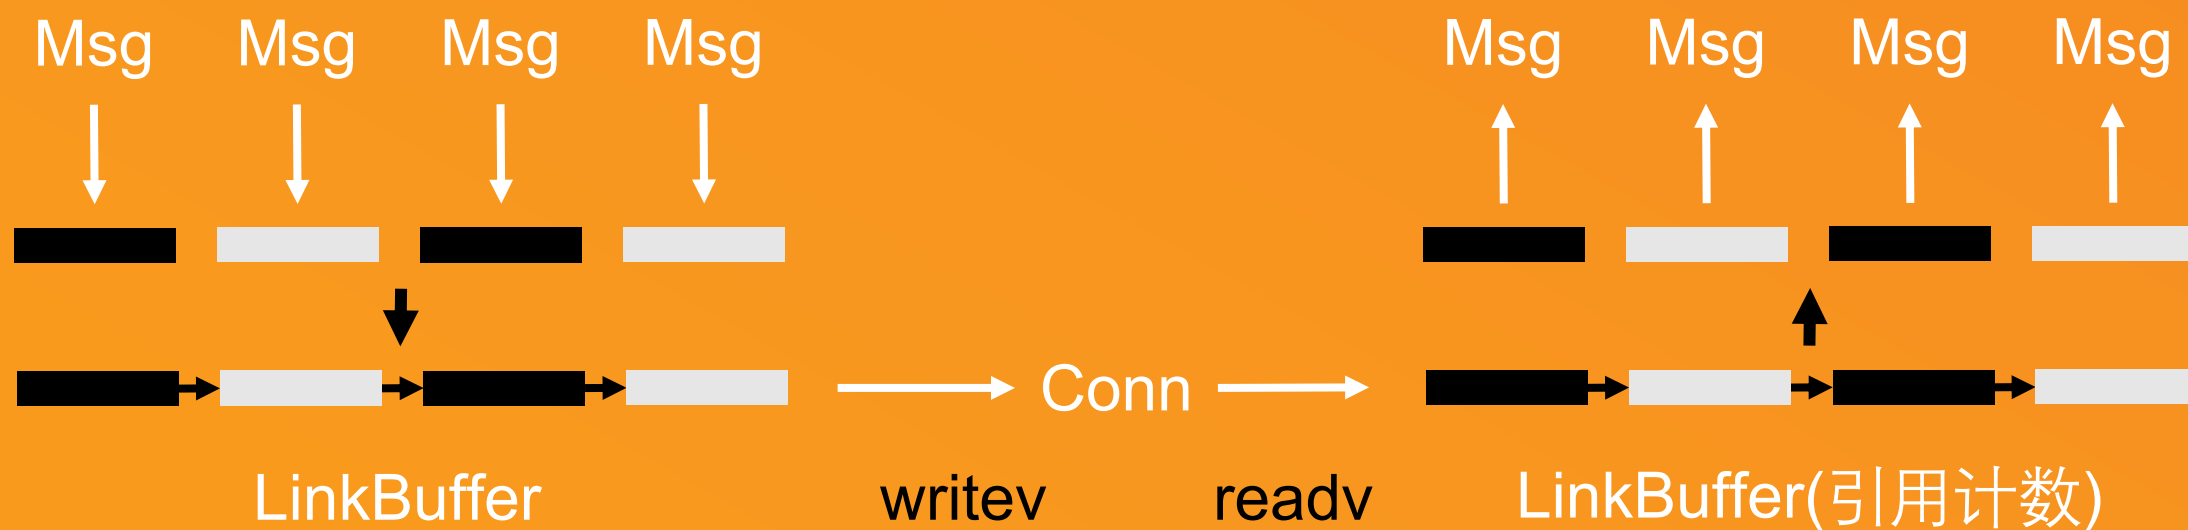 Msg Msg Msg Msg Msg Msg Msg Msg
Conn
LinkBuffer writev readv LinkBuffer(引用计数)